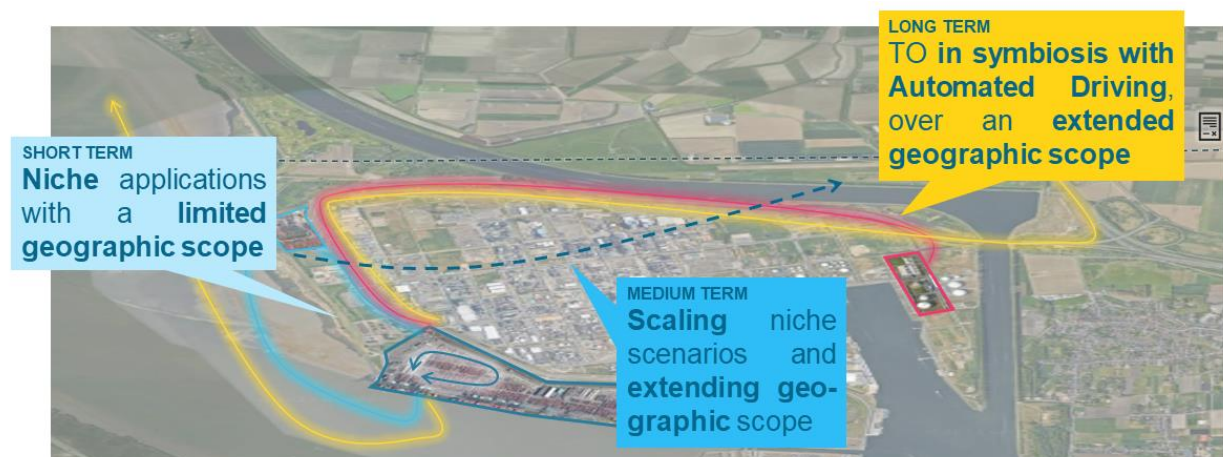 LONG TERM
TO in symbiosis with
Automated Driving,
over an extended
geographic scope
SHORT TERM
Niche applications
with a limited
geographic scope
MEDIUM TERM
Scaling niche
scenarios and
extending geo-
graphic scope